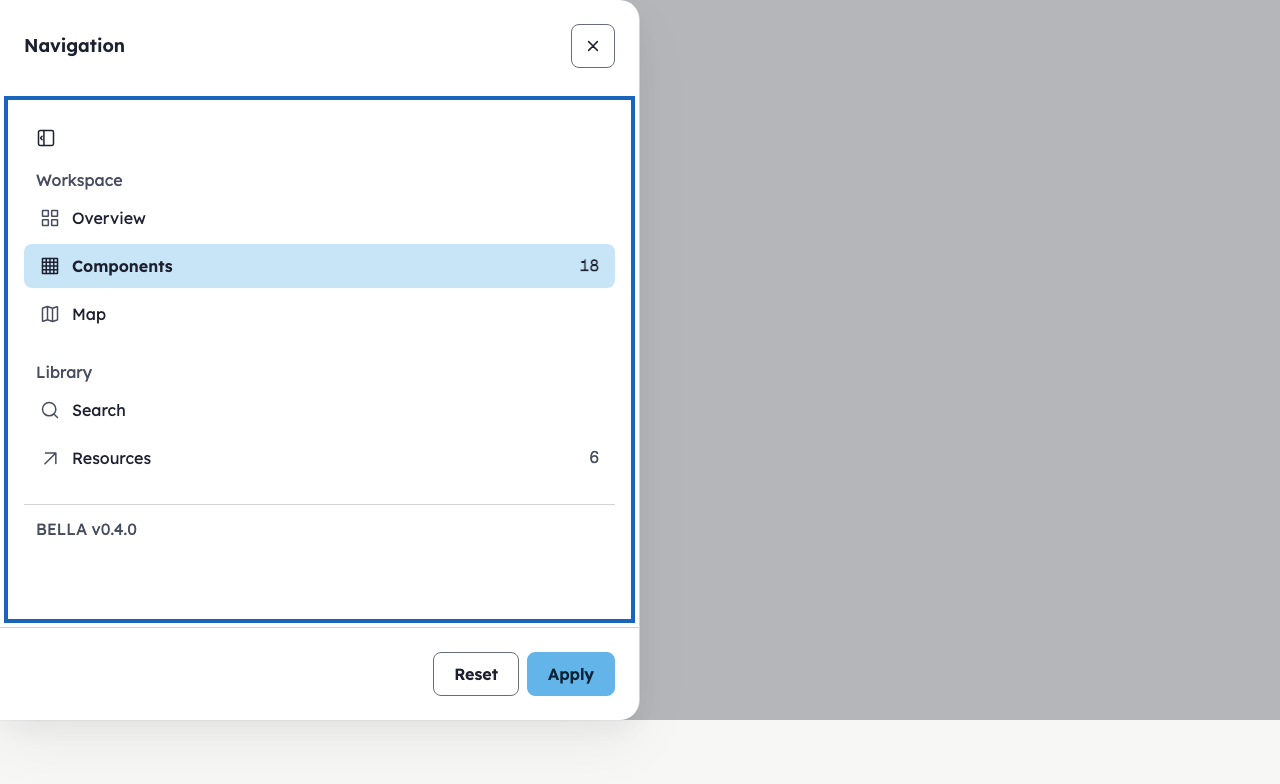 Navigation
Workspace
Overview
Components 18
Map
Library
Search
Resources 6
BELLA v0.4.0
Reset Apply